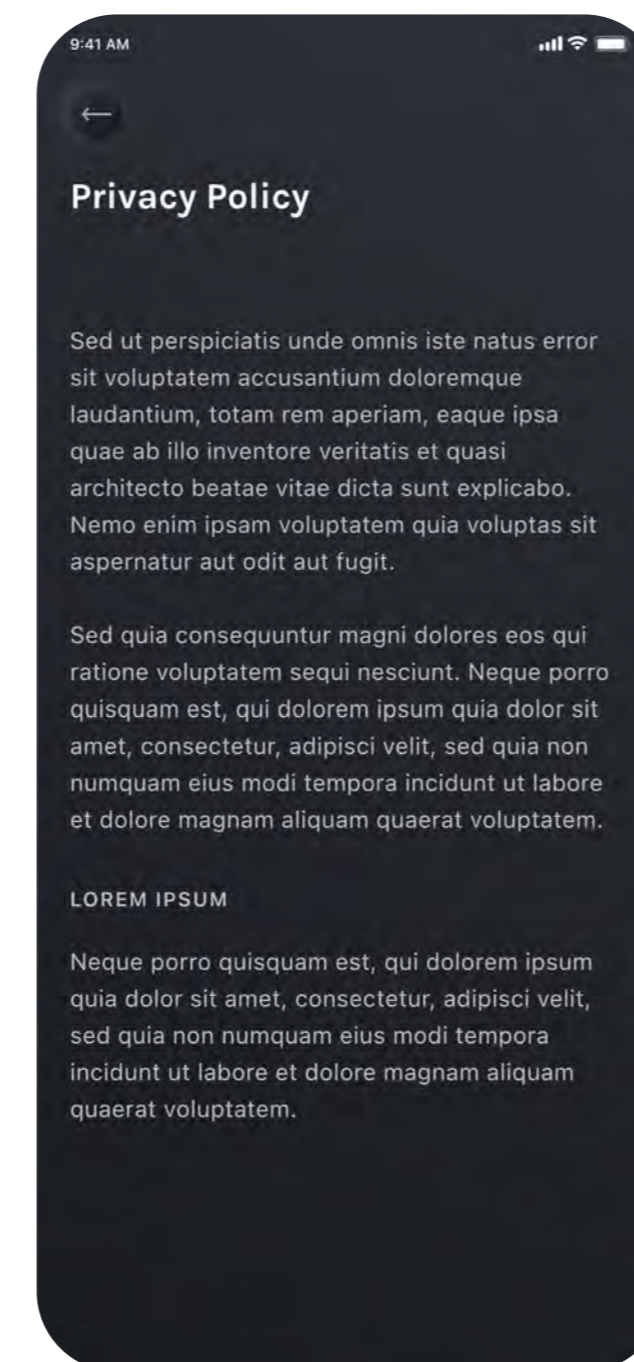 9:41 AM
Privacy Policy
Sed ut perspiciatis unde omnis iste natus error
sit voluptatem accusantium doloremque
laudantium, totam rem aperiam, eaque ipsa
quae ab illo inventore veritatis et quasi
architecto beatae vitae dicta sunt explicabo.
Nemo enim ipsam voluptatem quia voluptas sit
aspernatur aut odit aut fugit.
Sed quia consequuntur magni dolores eos qui
ratione voluptatem sequi nesciunt. Neque porro
quisquam est, qui dolorem ipsum quia dolor sit
amet, consectetur, adipisci velit, sed quia non
numquam eius modi tempora incidunt ut labore
et dolore magnam aliquam quaerat voluptatem.
LOREM IPSUM
Neque porro quisquam est, qui dolorem ipsum
quia dolor sit amet, consectetur, adipisci velit,
sed quia non numquam eius modi tempora
incidunt ut labore et dolore magnam aliquam
quaerat voluptatem.